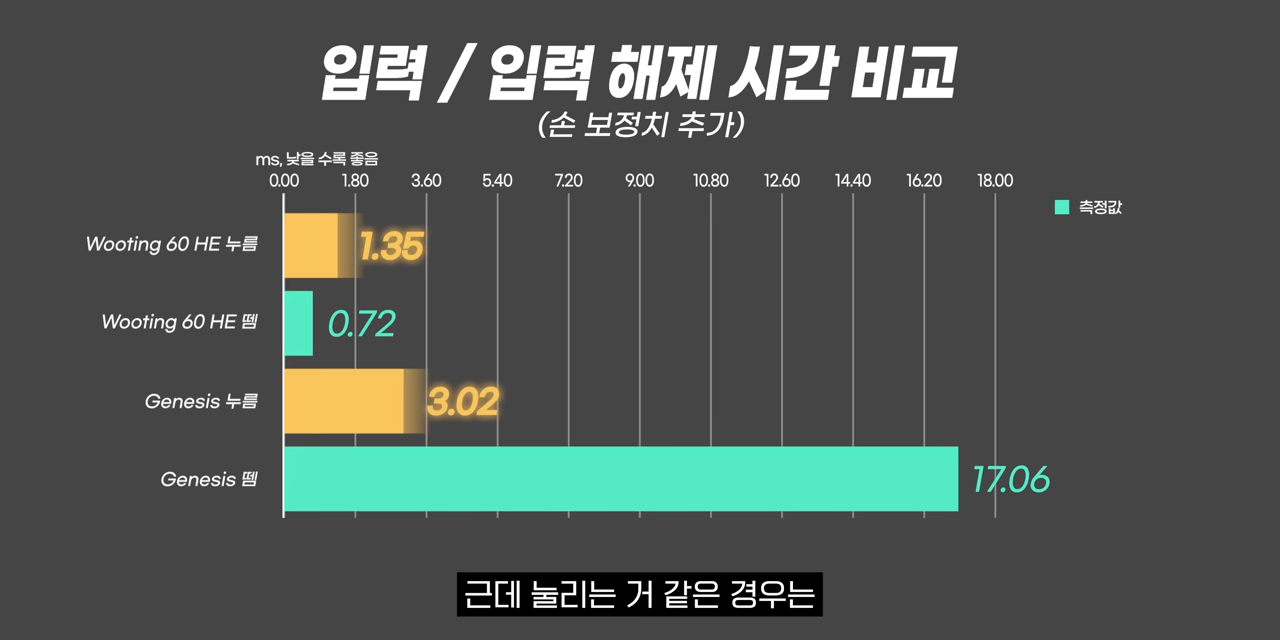 입력 / 입력 해제 시간 비교
(손 보정치 추가)
ms, 낮을 수록 좋음
0.00 1.80 3.60 5.40 7.20 9.00 10.80 12.60 14.40 16.20 18.00
측정값
Wooting 60 HE 누름 1.35
Wooting 60 HE 뗌 0.72
Genesis 누름 3.02
Genesis 뗌 17.06
근데 눌리는 거 같은 경우는